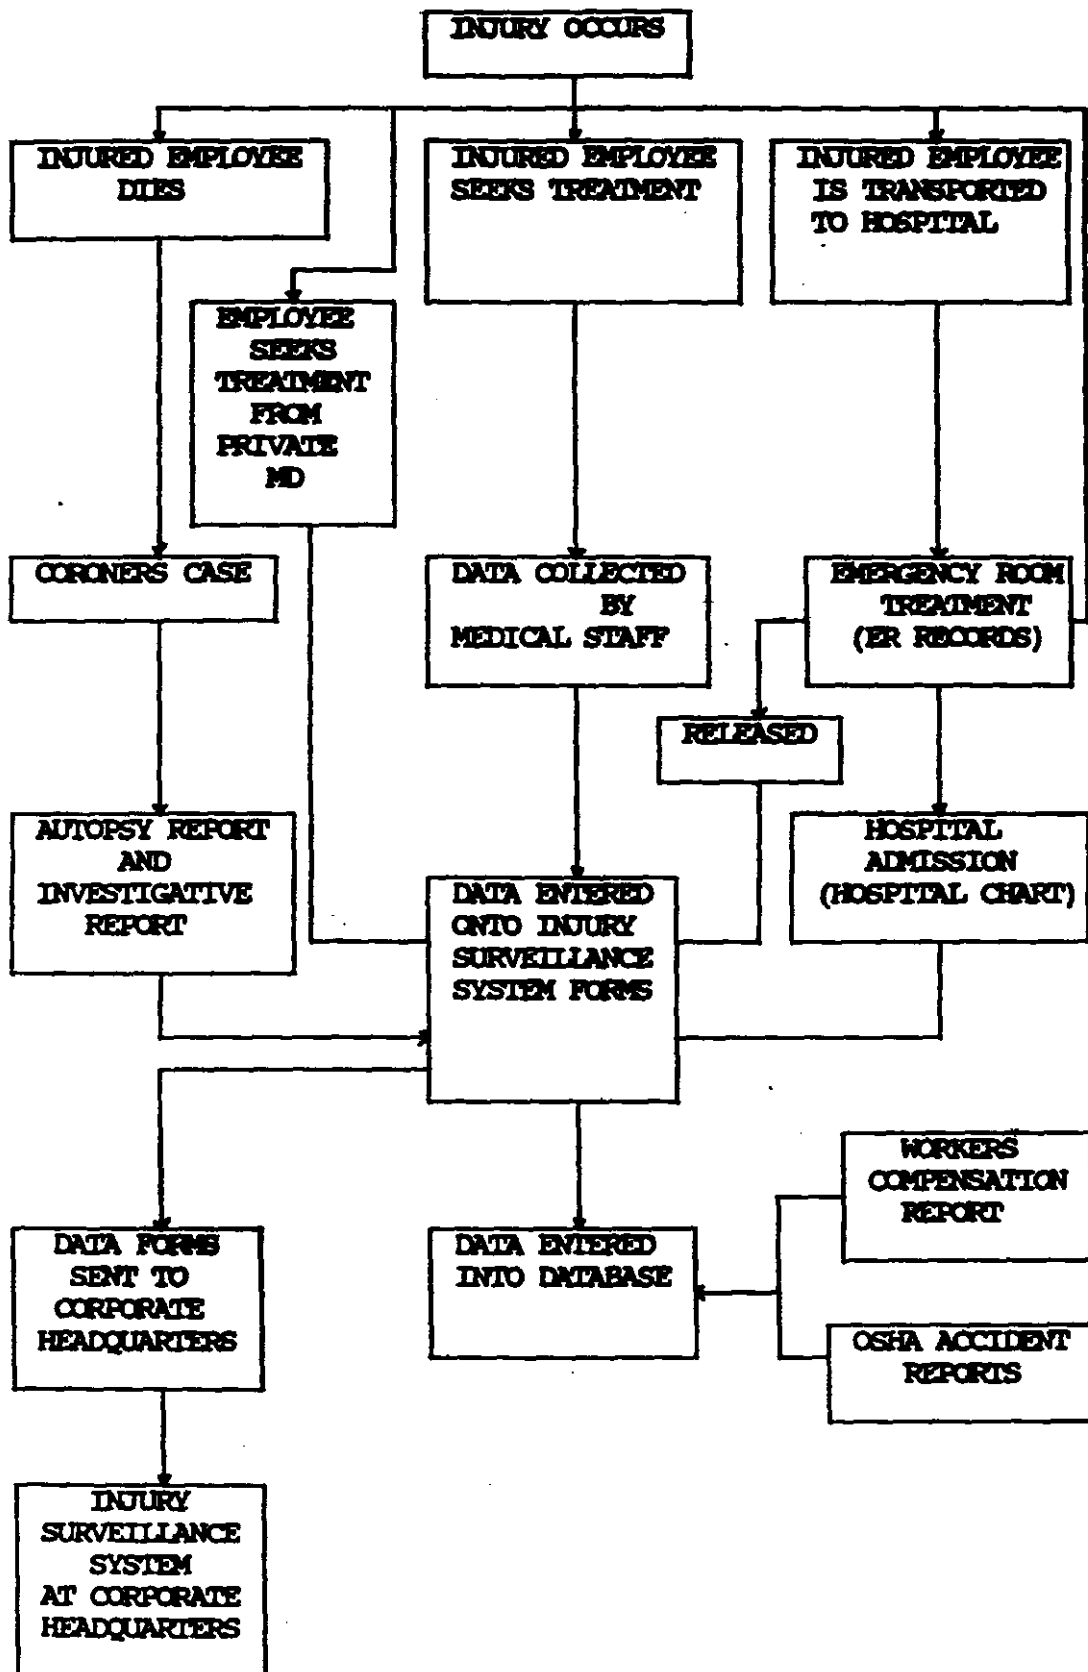 INJURY OCCURS
INJURED EMPLOYEE
DIES
INJURED EMPLOYEE
SEEKS TREATMENT
INJURED EMPLOYEE
IS TRANSPORTED
TO HOSPITAL
EMPLOYEE
SEEKS
TREATMENT
FROM
PRIVATE
MD
CORONERS CASE
DATA COLLECTED
BY
MEDICAL STAFF
EMERGENCY ROOM
TREATMENT
(ER RECORDS)
RELEASED
AUTOPSY REPORT
AND
INVESTIGATIVE
REPORT
DATA ENTERED
ONTO INJURY
SURVEILLANCE
SYSTEM FORMS
HOSPITAL
ADMISSION
(HOSPITAL CHART)
WORKERS
COMPENSATION
REPORT
DATA FORMS
SENT TO
CORPORATE
HEADQUARTERS
DATA ENTERED
INTO DATABASE
OSHA ACCIDENT
REPORTS
INJURY
SURVEILLANCE
SYSTEM
AT CORPORATE
HEADQUARTERS